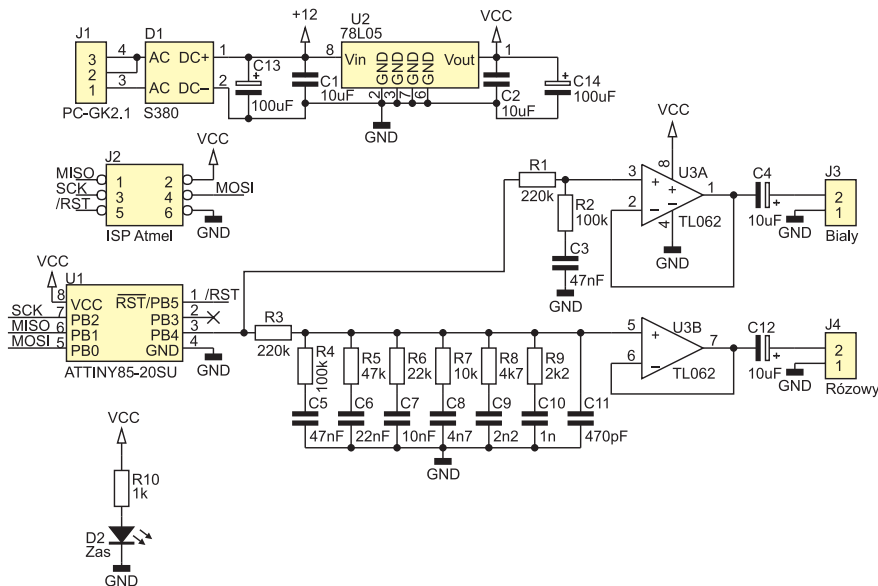 J1
3
2
1
PC-GK2.1
4
3
D1
AC DC+
AC DC–
S380
1
2
C13
+
100uF
+12
C1
10uF
8
U2
78L05
Vin Vout
GND
GND
GND
GND
2
3
7
6
GND
VCC
1
C2
10uF
+
C14
100uF
J2
MISO
SCK
/RST
1 2
3 4
5 6
ISP Atmel
VCC
MOSI
GND
R1
220k
R2
100k
C3
47nF
GND
VCC
8
U3A
3
2
+
–
+
–
1
4
TL062
GND
C4
+
10uF
J3
2
1
GND
Bialy
VCC
U1
8
7
6
5
SCK
MISO
MOSI
VCC RST/PB5
PB2 PB3
PB1 PB4
PB0 GND
1
2
3
4
/RST
GND
ATTINY85-20SU
R3
220k
R4
100k
R5
47k
R6
22k
R7
10k
R8
4k7
R9
2k2
C5
47nF
C6
22nF
C7
10nF
C8
4n7
C9
2n2
C10
1n
C11
470pF
GND
5
6
+
–
U3B
7
TL062
C12
+
10uF
J4
2
1
GND
Rózowy
VCC
R10
1k
D2
Zas
GND